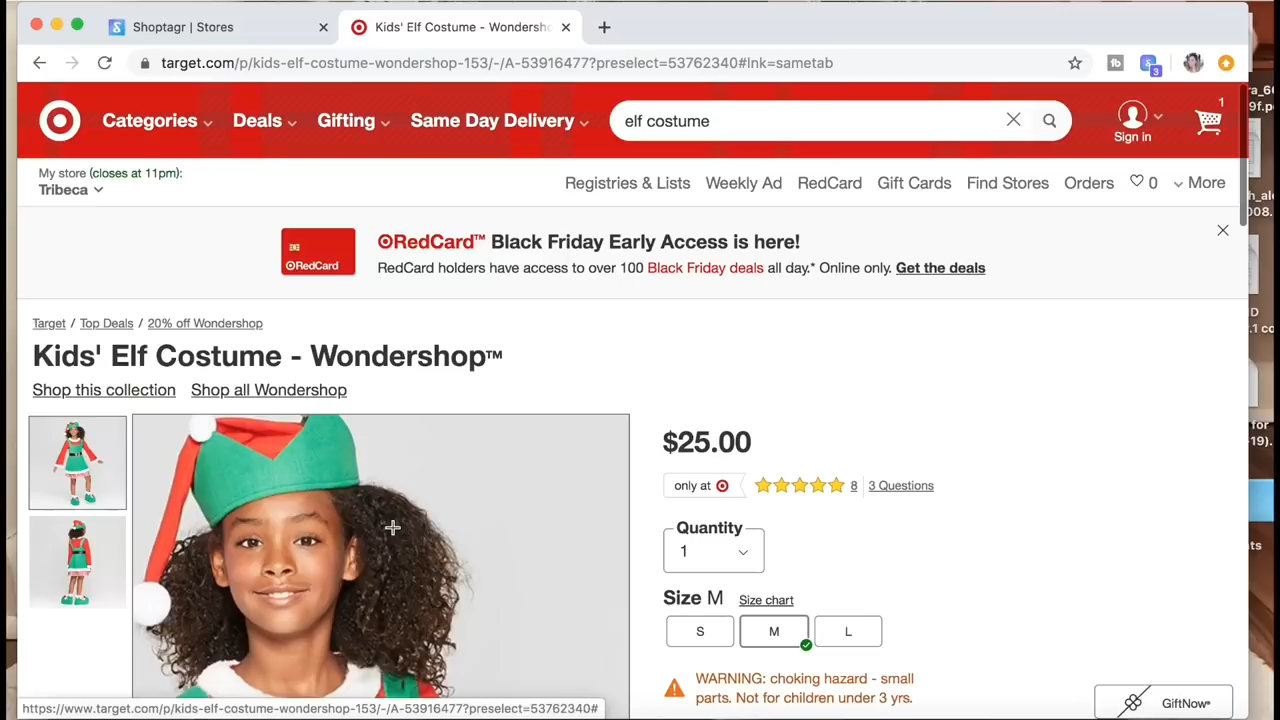 Shoptagr | Stores
Kids' Elf Costume - Wondersho
target.com/p/kids-elf-costume-wondershop-153/-/A-53916477?preselect=53762340#lnk=sametab
3
Categories
Deals
Gifting
Same Day Delivery
elf costume
Sign in
1
My store (closes at 11pm):
Tribeca
Registries & Lists
Weekly Ad
RedCard
Gift Cards
Find Stores
Orders
0
More
RedCard
RedCard™ Black Friday Early Access is here!
RedCard holders have access to over 100 Black Friday deals all day.* Online only. Get the deals
Target / Top Deals / 20% off Wondershop
Kids' Elf Costume - Wondershop™
Shop this collection
Shop all Wondershop
$25.00
only at
8
3 Questions
Quantity
1
Size M
Size chart
S
M
L
WARNING: choking hazard - small
parts. Not for children under 3 yrs.
GiftNow
https://www.target.com/p/kids-elf-costume-wondershop-153/-/A-53916477?preselect=53762340#